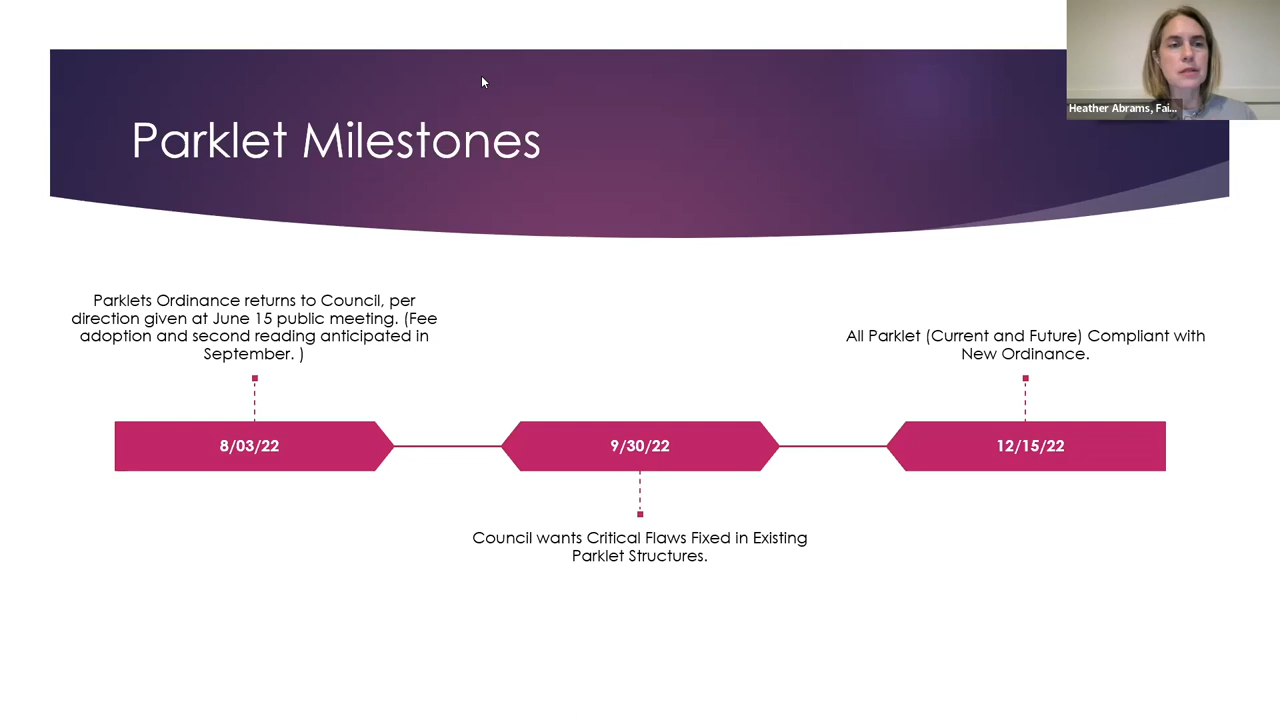 Parklet Milestones
Heather Abrams, Fai...
Parklets Ordinance returns to Council, per
direction given at June 15 public meeting. (Fee
adoption and second reading anticipated in
September. )
All Parklet (Current and Future) Compliant with
New Ordinance.
8/03/22
9/30/22
12/15/22
Council wants Critical Flaws Fixed in Existing
Parklet Structures.